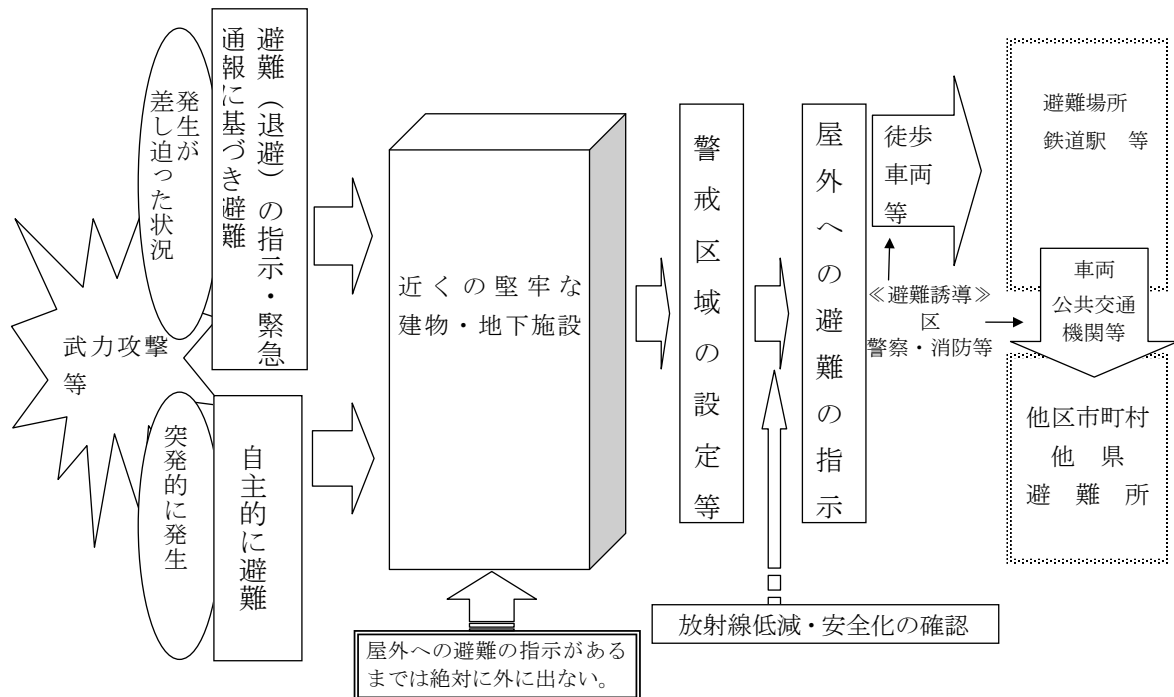 武力攻撃
等
発生が
差し迫った状況
避難（退避）の指示・緊急
通報に基づき避難
突発的に発生
自主的に避難
近くの堅牢な
建物・地下施設
屋外への避難の指示がある
までは絶対に外に出ない。
警戒区域の設定等
放射線低減・安全化の確認
屋外への避難の指示
徒歩
車両
等
≪避難誘導≫
区
警察・消防等
避難場所
鉄道駅　等
車両
公共交通
機関等
他区市町村
他　県
避　難　所